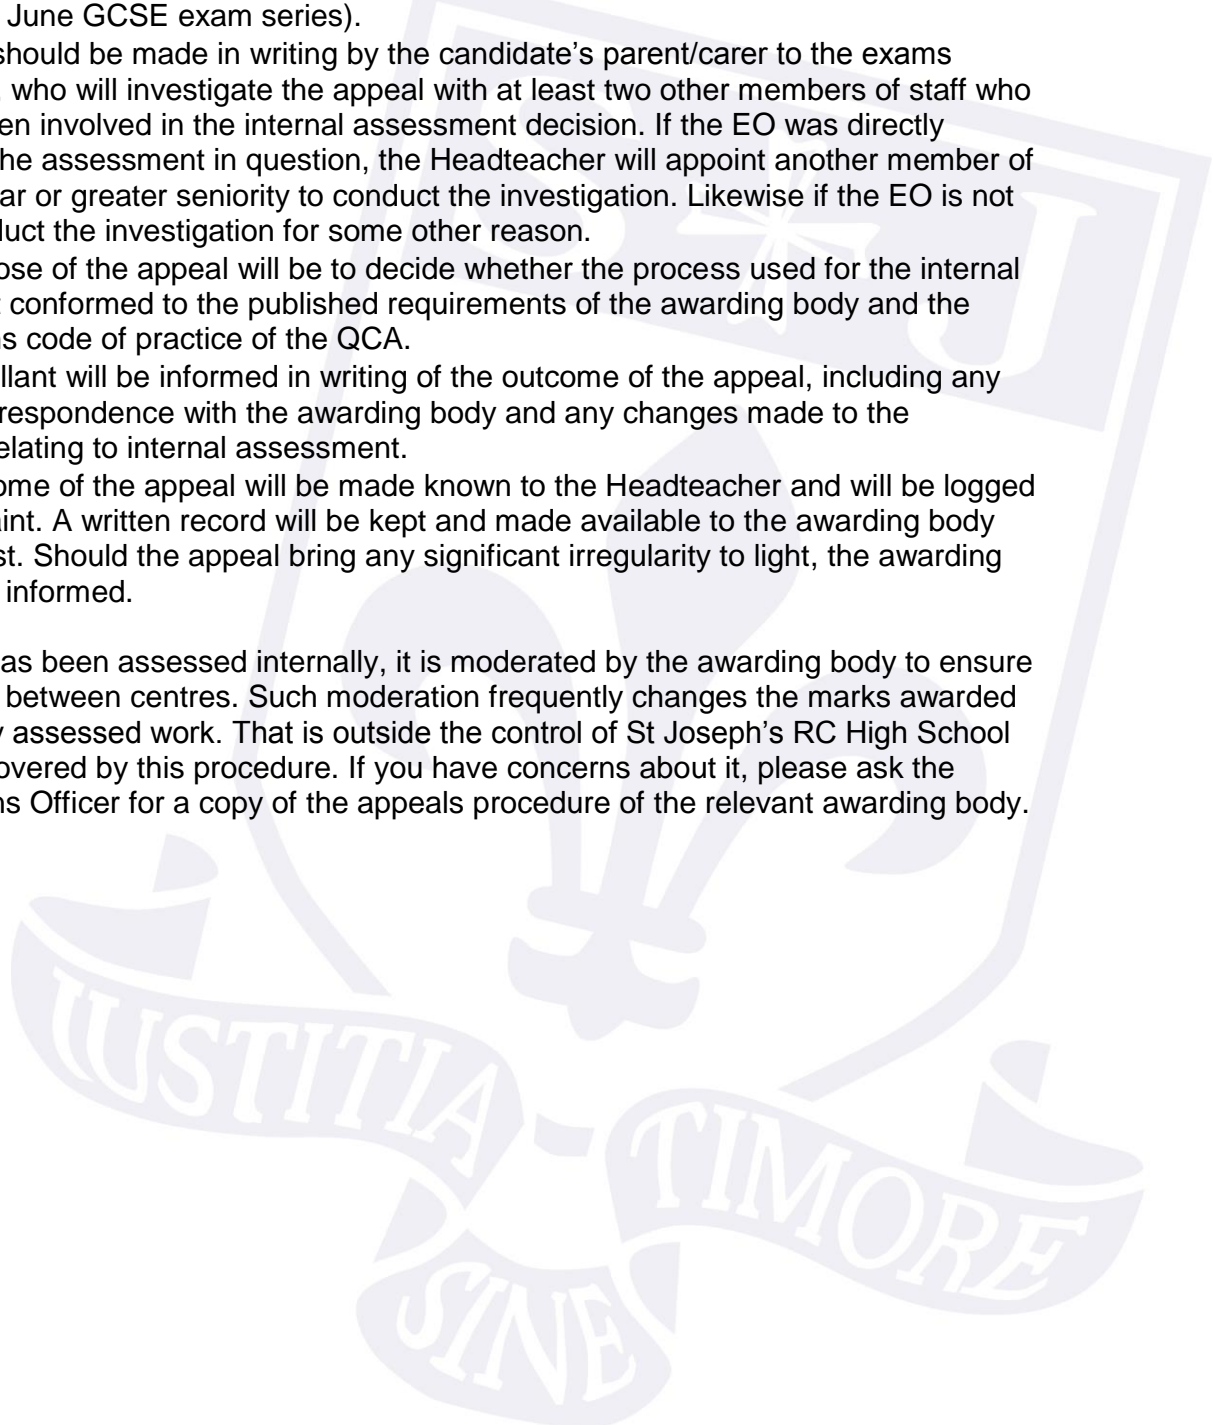 June GCSE exam series).
should be made in writing by the candidate’s parent/carer to the exams
, who will investigate the appeal with at least two other members of staff who
en involved in the internal assessment decision. If the EO was directly
he assessment in question, the Headteacher will appoint another member of
ar or greater seniority to conduct the investigation. Likewise if the EO is not
duct the investigation for some other reason.
ose of the appeal will be to decide whether the process used for the internal
t conformed to the published requirements of the awarding body and the
ns code of practice of the QCA.
llant will be informed in writing of the outcome of the appeal, including any
respondence with the awarding body and any changes made to the
elating to internal assessment.
ome of the appeal will be made known to the Headteacher and will be logged
aint. A written record will be kept and made available to the awarding body
st. Should the appeal bring any significant irregularity to light, the awarding
informed.
as been assessed internally, it is moderated by the awarding body to ensure
between centres. Such moderation frequently changes the marks awarded
y assessed work. That is outside the control of St Joseph’s RC High School
overed by this procedure. If you have concerns about it, please ask the
ns Officer for a copy of the appeals procedure of the relevant awarding body.
S J
IUSTITIA -
SINE
TIMORE